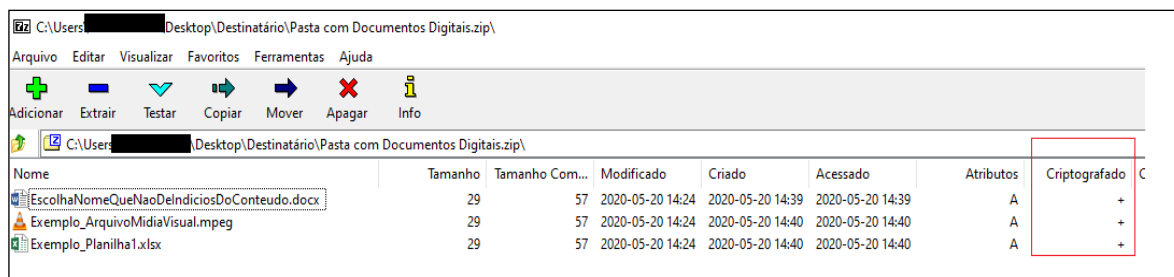 C:\Users\ Desktop\Destinatário\Pasta com Documentos Digitais.zip\
Arquivo Editar Visualizar Favoritos Ferramentas Ajuda
Adicionar Extrair Testar Copiar Mover Apagar Info
C:\Users \Desktop\Destinatário\Pasta com Documentos Digitais.zip\
Nome Tamanho Tamanho Com... Modificado Criado Acessado Atributos Criptografado C
EscolhaNomeQueNaoDeIndiciosDoConteudo.docx 29 57 2020-05-20 14:24 2020-05-20 14:39 2020-05-20 14:39 A +
Exemplo_ArquivoMidiaVisual.mpeg 29 57 2020-05-20 14:24 2020-05-20 14:40 2020-05-20 14:40 A +
Exemplo_Planilha1.xlsx 29 57 2020-05-20 14:24 2020-05-20 14:40 2020-05-20 14:40 A +